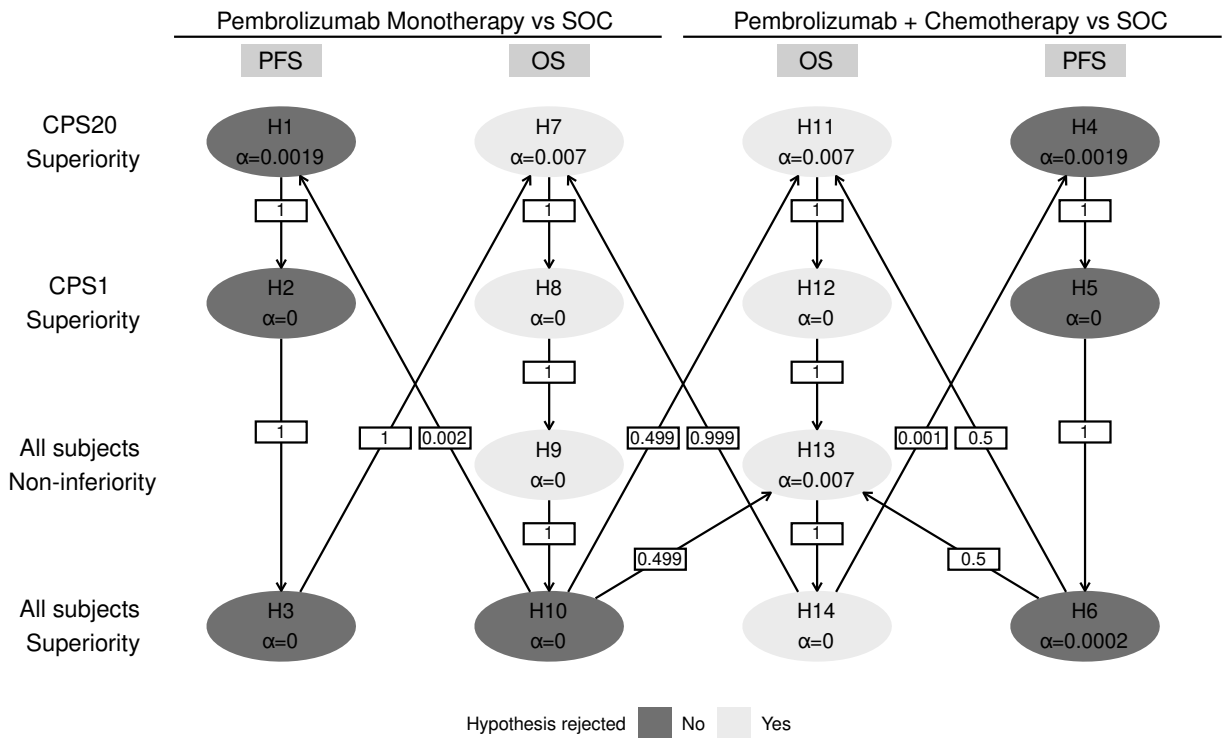 Pembrolizumab Monotherapy vs SOC
Pembrolizumab + Chemotherapy vs SOC
PFS
OS
OS
PFS
CPS20
Superiority
H1
α=0.0019
H7
α=0.007
H11
α=0.007
H4
α=0.0019
1
1
1
1
CPS1
Superiority
H2
α=0
H8
α=0
H12
α=0
H5
α=0
1
1
All subjects
Non-inferiority
1
1
0.002
H9
α=0
0.499
0.999
H13
α=0.007
0.001
0.5
1
1
1
0.499
0.5
All subjects
Superiority
H3
α=0
H10
α=0
H14
α=0
H6
α=0.0002
Hypothesis rejected No Yes